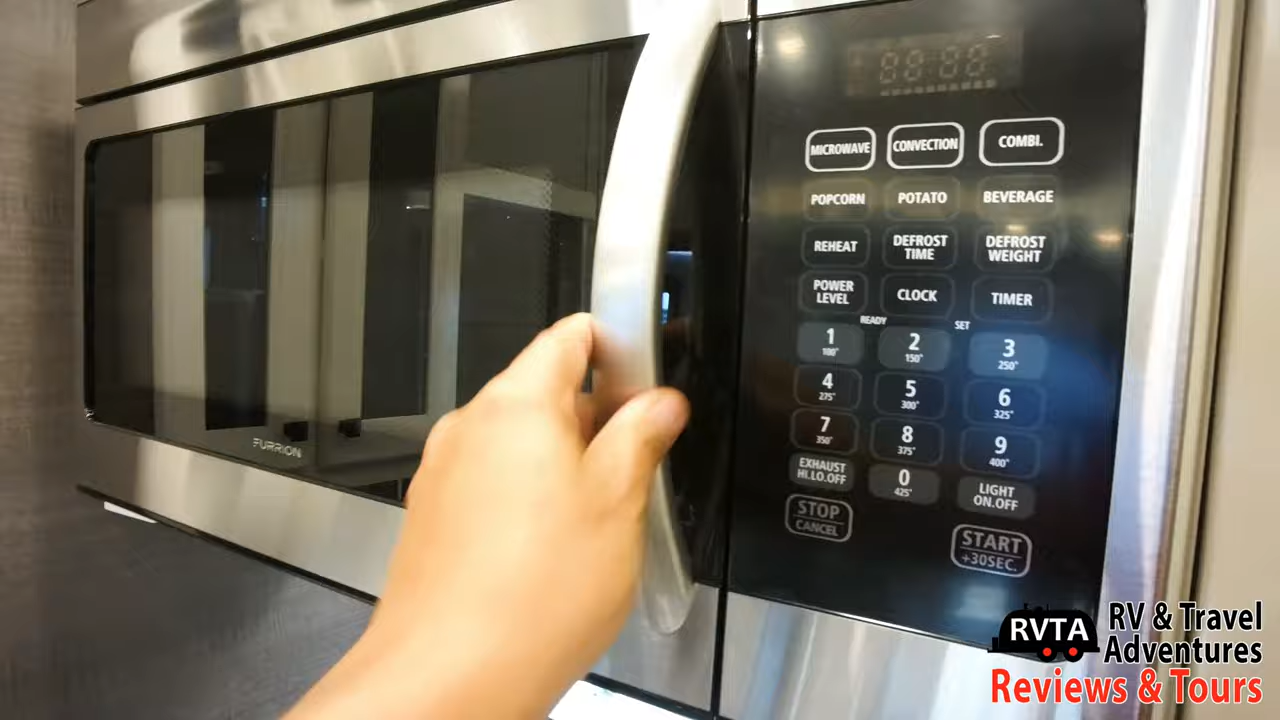 88:88
MICROWAVE CONVECTION COMBI.
POPCORN POTATO BEVERAGE
REHEAT DEFROST TIME DEFROST WEIGHT
POWER LEVEL CLOCK TIMER
READY SET
1 2 3
100° 150° 250°
4 5 6
275° 300° 325°
7 8 9
350° 375° 400°
EXHAUST HI.LO.OFF 0 425° LIGHT ON.OFF
STOP CANCEL START +30SEC.
FURRION
RVTA RV & Travel
Adventures
Reviews & Tours